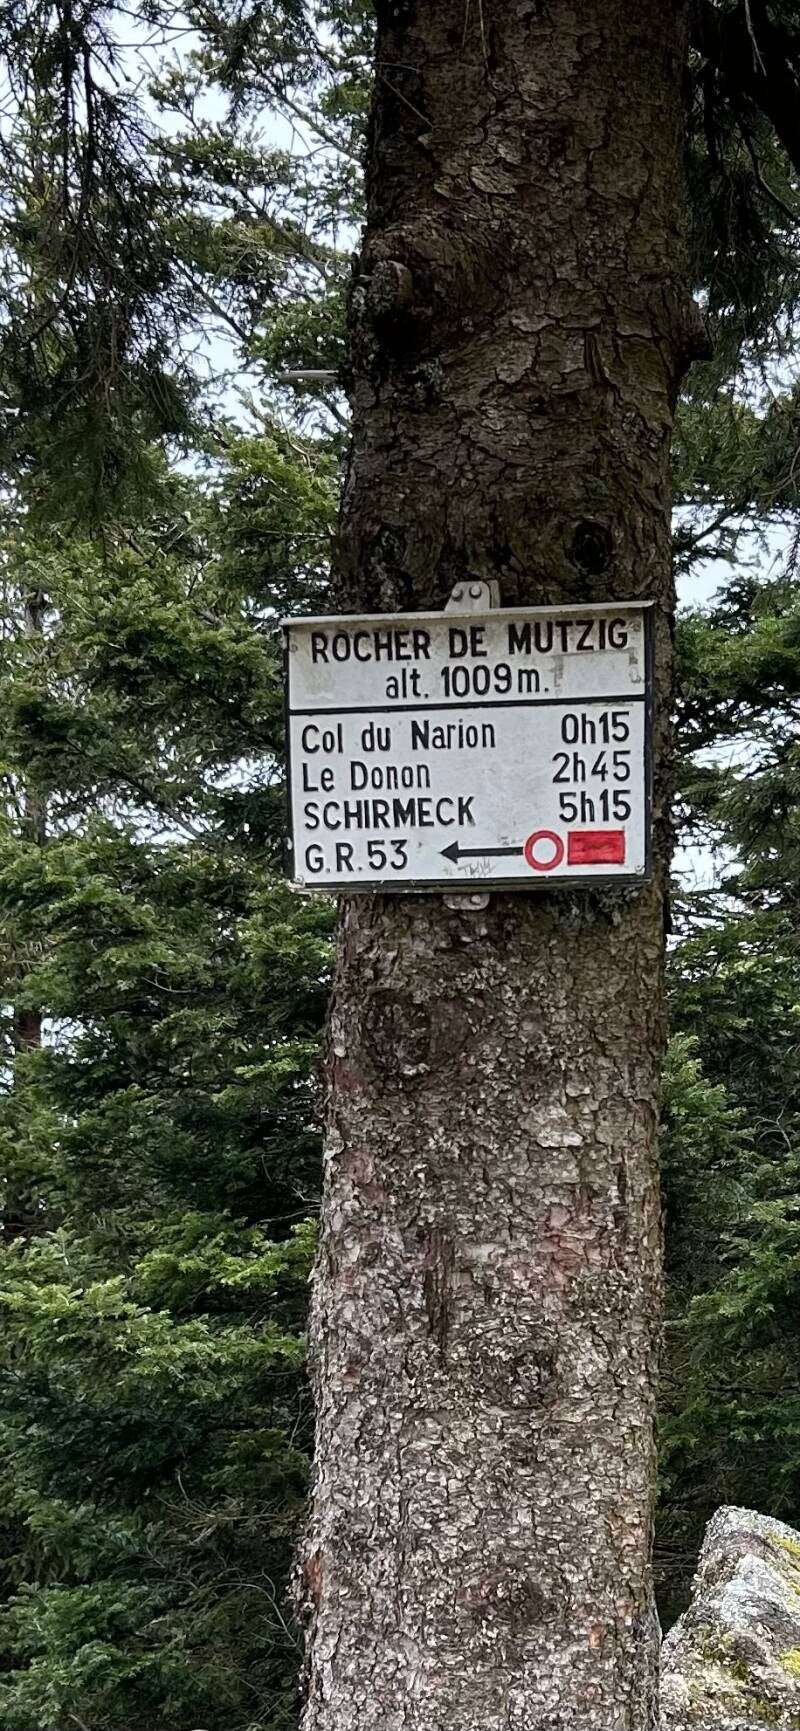 ROCHER DE MUTZIG
alt. 1009m.
Col du Narion 0h15
Le Donon 2h45
SCHIRMECK 5h15
G.R.53